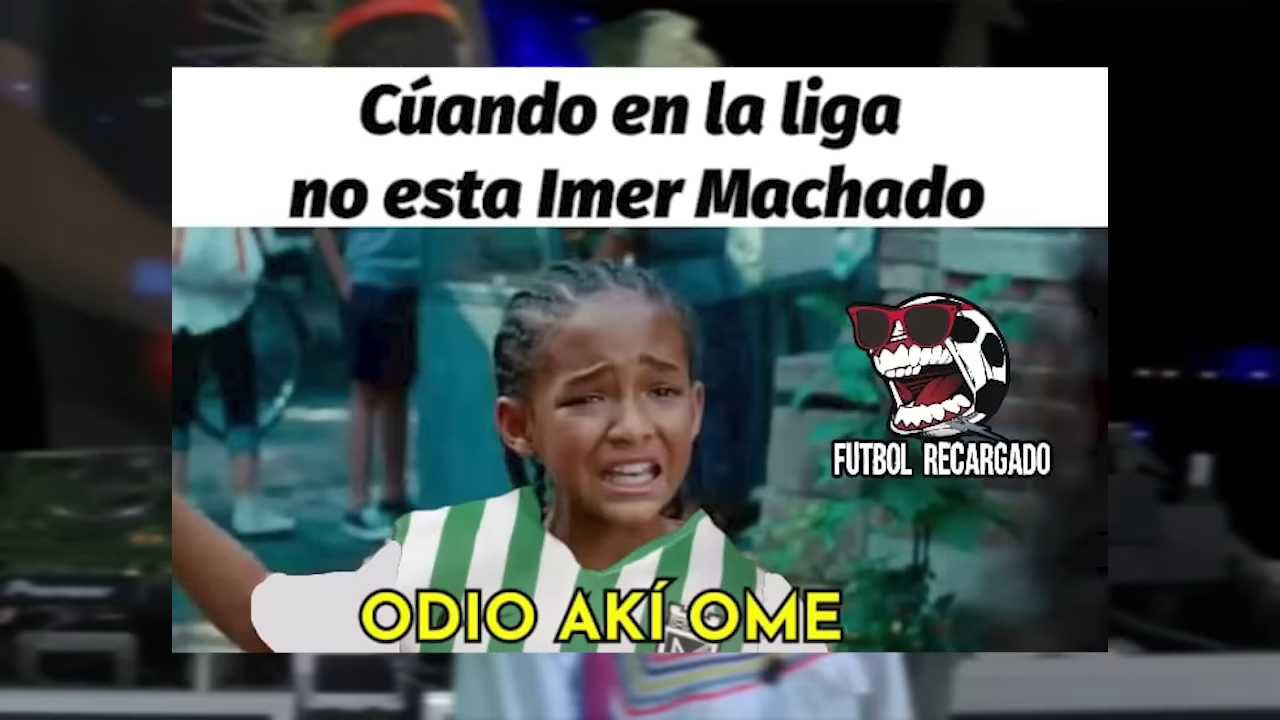 Cúando en la liga
no esta Imer Machado
FUTBOL RECARGADO
ODIO AKÍ OME